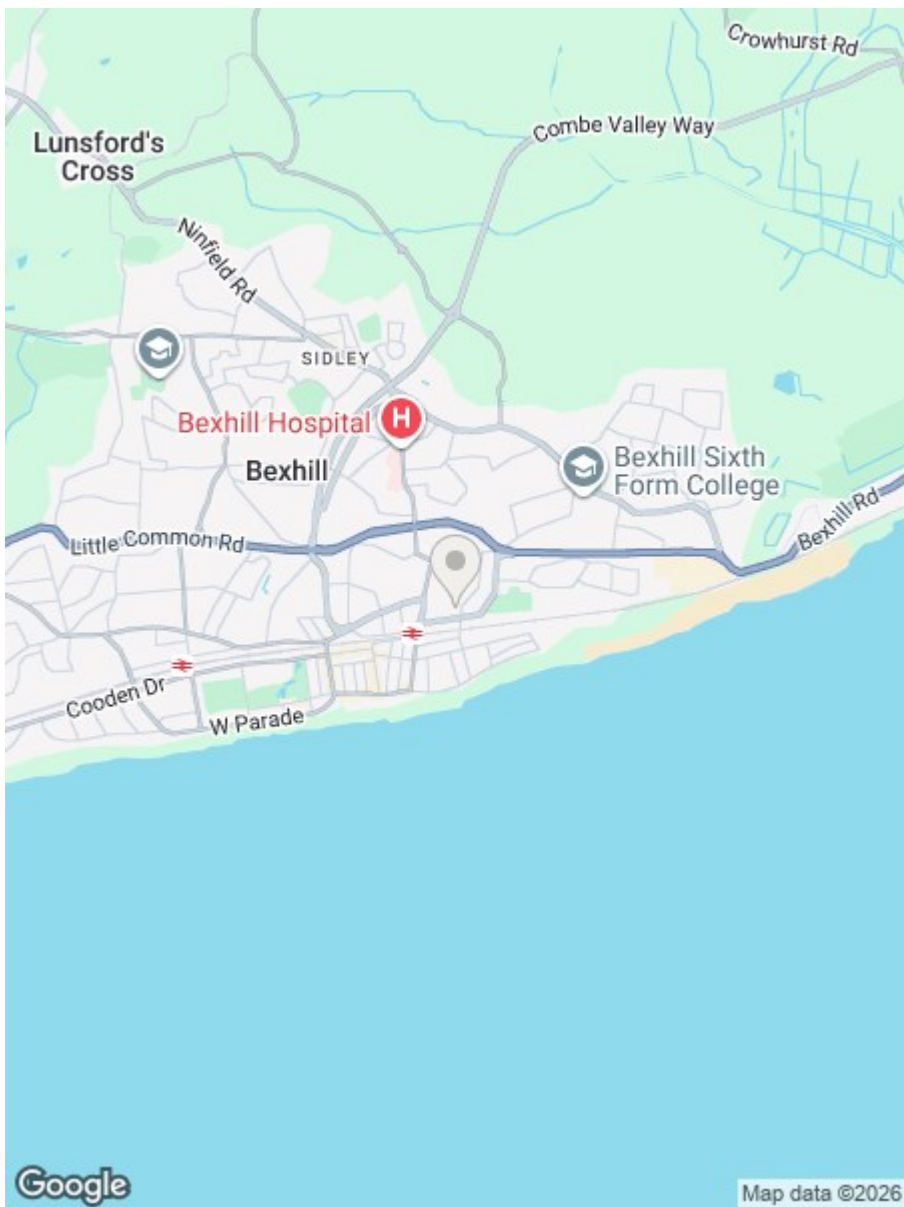 Crowhurst Rd
Combe Valley Way
Lunsford's
Cross
Ninfield Rd
SIDLEY
Bexhill Hospital
H
Bexhill
Bexhill Sixth
Form College
Bexhill Rd
Little Common Rd
Cooden Dr
W Parade
Google
Map data ©2026